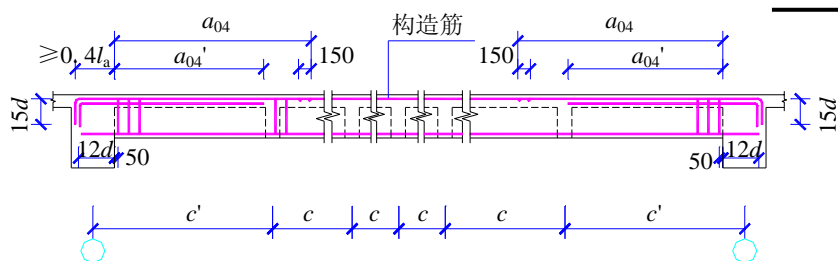 a04 构造筋 a04
≥0,4la a04' 150 150 a04'
15d 15d
12d 50 50 12d
c' c c c c c'